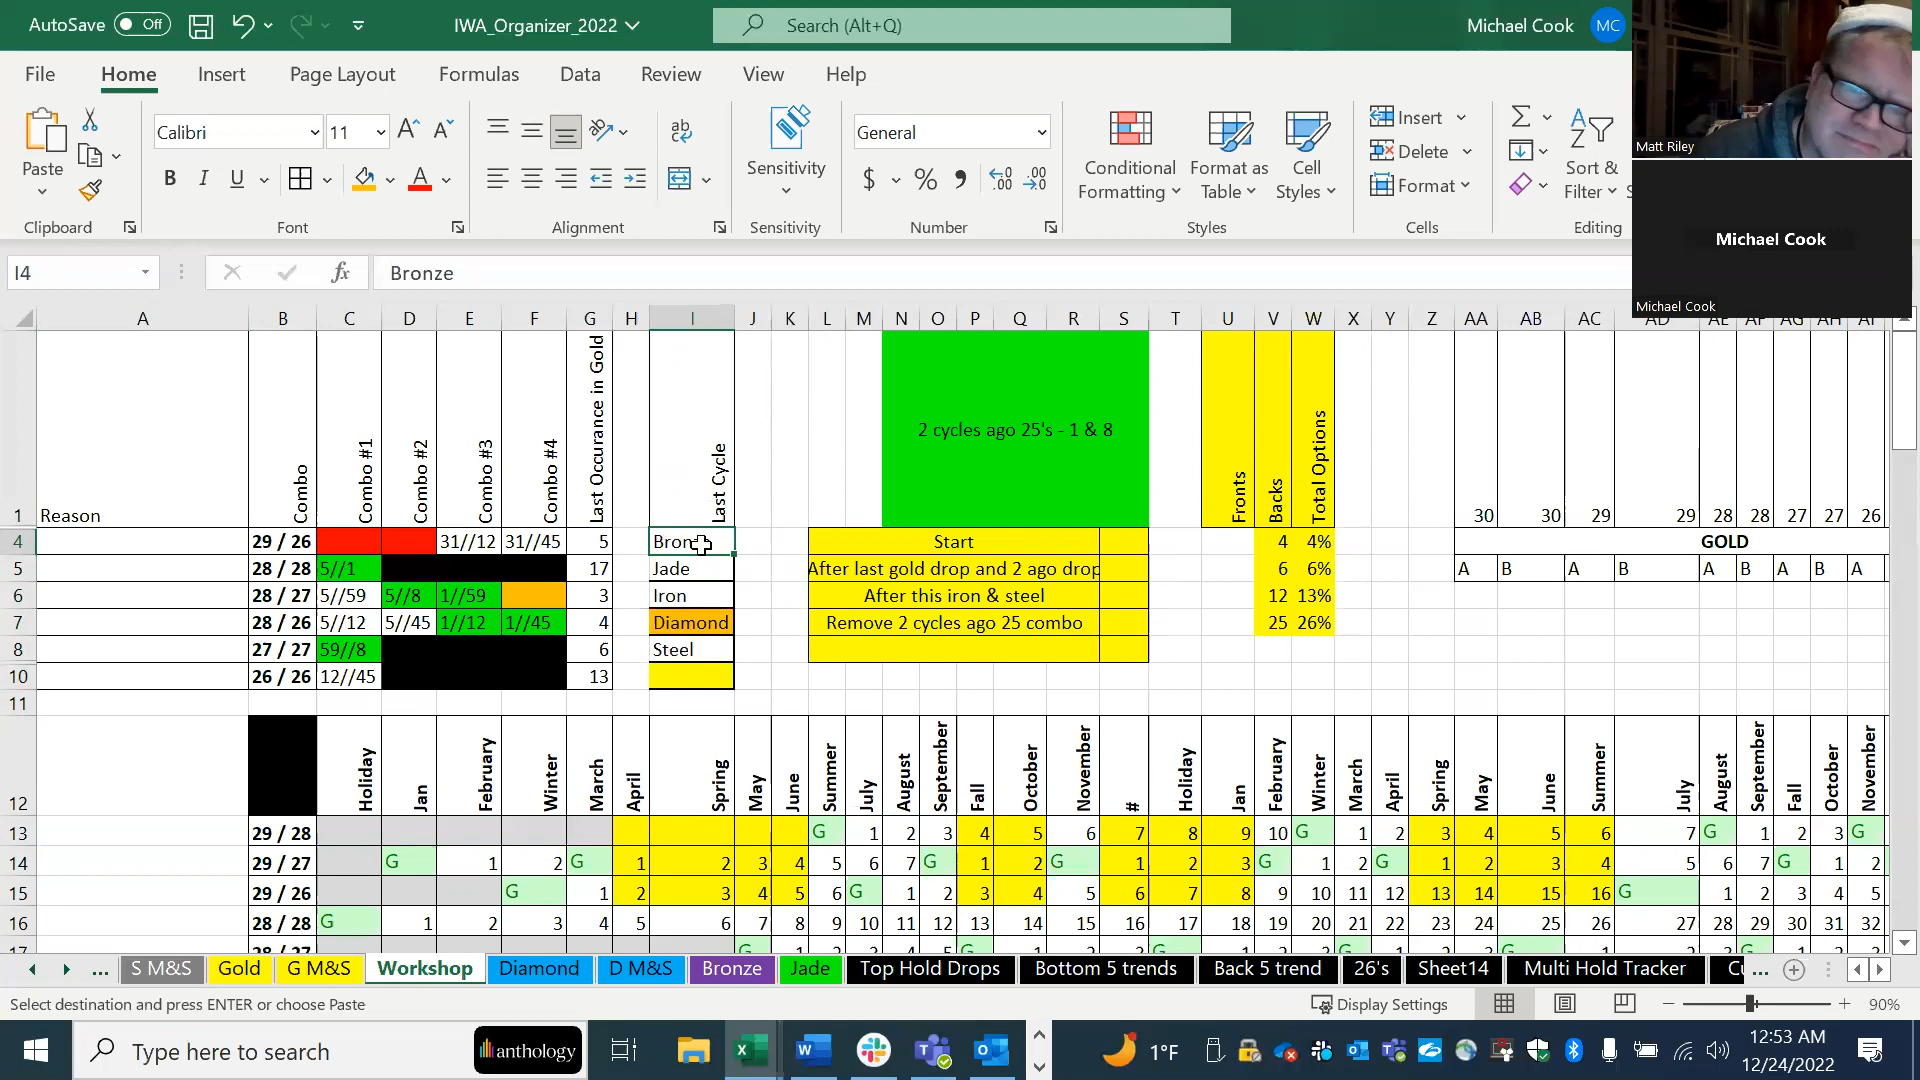 AutoSave Off IWA_Organizer_2022 Search (Alt+Q) Michael Cook MC
File Home Insert Page Layout Formulas Data Review View Help
Paste Calibri 11 General Conditional Formatting Format as Table Cell Styles Insert Delete Format Sort & Filter
Sensitivity
Clipboard Font Alignment Sensitivity Number Styles Cells Editing
Matt Riley
Michael Cook
Michael Cook
I4 fx Bronze
A B C D E F G H I J K L M N O P Q R S T U V W X Y Z AA AB AC AD AE AF AG AH AI
1 Reason Combo Combo #1 Combo #2 Combo #3 Combo #4 Last Occurance in Gold Last Cycle 2 cycles ago 25's - 1 & 8 Fronts Backs Total Options 30 30 29 29 28 28 27 27 26
4 29 / 26 31//12 31//45 5 Bronze Start 4 4% GOLD
5 28 / 28 5//1 17 Jade After last gold drop and 2 ago drop 6 6% A B A B A B A B A
6 28 / 27 5//59 5//8 1//59 3 Iron After this iron & steel 12 13%
7 28 / 26 5//12 5//45 1//12 1//45 4 Diamond Remove 2 cycles ago 25 combo 25 26%
8 27 / 27 59//8 6 Steel
10 26 / 26 12//45 13
11
12 Holiday Jan February Winter March April Spring May June Summer July August September Fall October November # Holiday Jan February Winter March April Spring May June Summer July August September Fall October November
13 29 / 28 G 1 2 3 4 5 6 7 8 9 10 G 1 2 3 4 5 6 7 G 1 2 3 G
14 29 / 27 G 1 2 G 1 2 3 4 5 6 7 G 1 2 G 1 2 3 G 1 2 G 1 2 3 4 5 6 7 G 1 2
15 29 / 26 G 1 2 3 4 5 6 G 1 2 3 4 5 6 7 8 9 10 11 12 13 14 15 16 G 1 2 3 4 5
16 28 / 28 G 1 2 3 4 5 6 7 8 9 10 11 12 13 14 15 16 17 18 19 20 21 22 23 24 25 26 27 28 29 30 31 32
17 28 / 27
... S M&S Gold G M&S Workshop Diamond D M&S Bronze Jade Top Hold Drops Bottom 5 trends Back 5 trend 26's Sheet14 Multi Hold Tracker ...
Select destination and press ENTER or choose Paste Display Settings 90%
Type here to search anthology 1°F 12:53 AM
12/24/2022